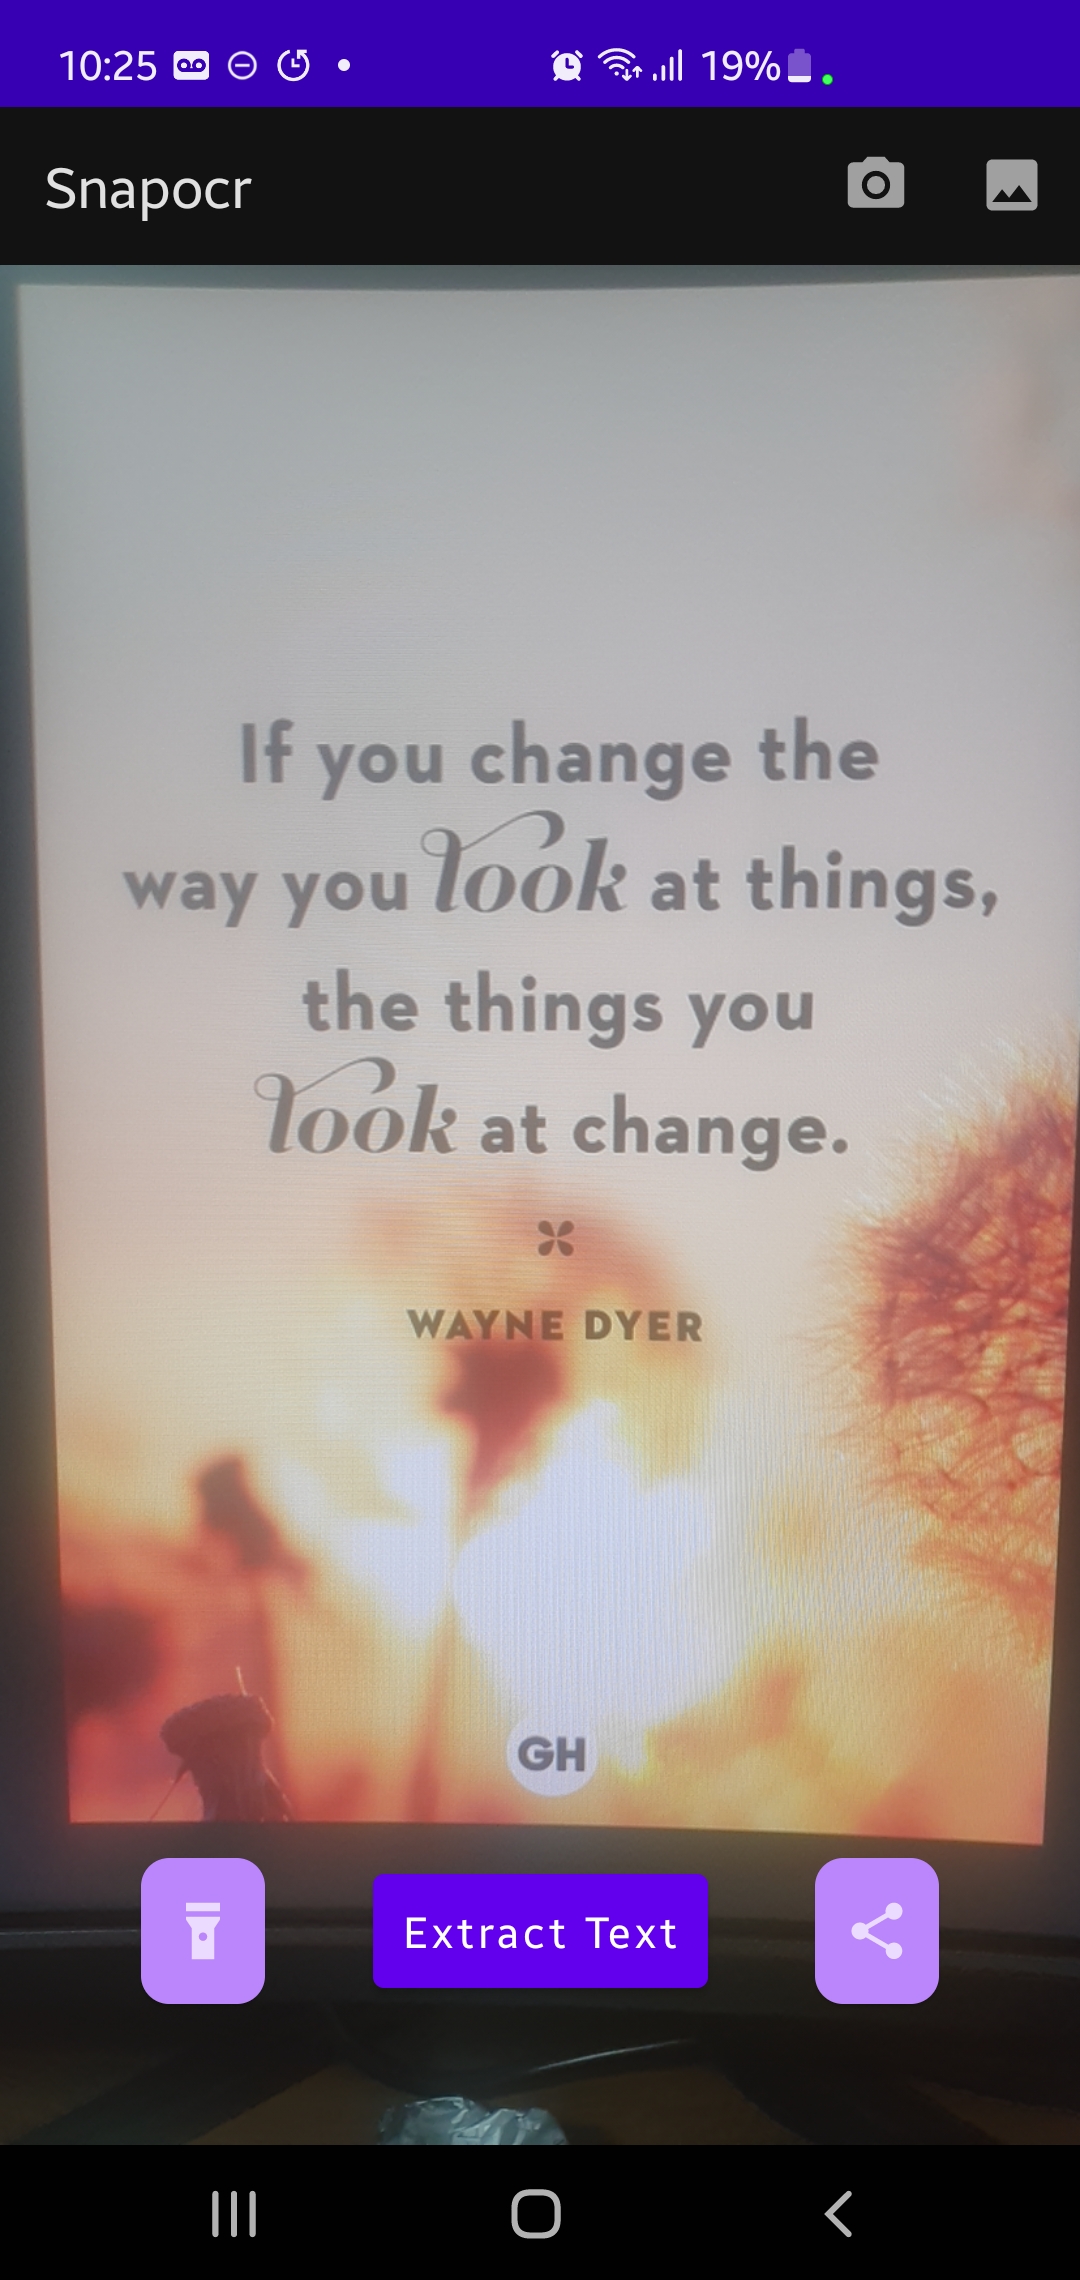 10:25
19%
Snapocr
If you change the
way you look at things,
the things you
look at change.
WAYNE DYER
GH
Extract Text